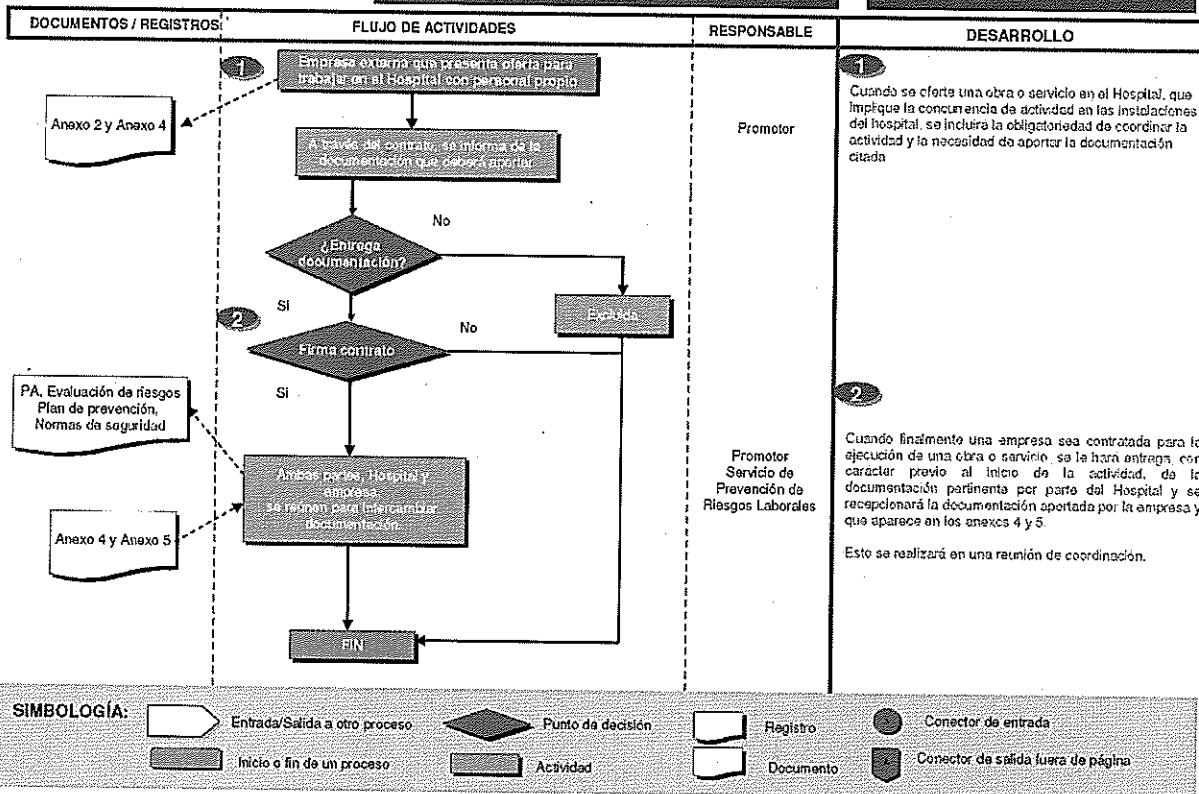 DOCUMENTOS / REGISTROS
FLUJO DE ACTIVIDADES
RESPONSABLE
DESARROLLO
1
Empresa externa que presenta oferta para
trabajar en el Hospital con personal propio
Anexo 2 y Anexo 4
A través del contrato, se informa de la
documentación que deberá aportar
Promotor
1
Cuando se oferte una obra o servicio en el Hospital, que
implique la concurrencia de actividad en las instalaciones
del hospital, se incluirá la obligatoriedad de coordinar la
actividad y la necesidad de aportar la documentación
citada
¿Entrega
documentación?
No
Si
Excluida
2
Firma contrato
No
Si
PA. Evaluación de riesgos
Plan de prevención,
Normas de seguridad
Ambas partes, Hospital y
empresa
se reunen para intercambiar
documentación.
Anexo 4 y Anexo 5
Promotor
Servicio de
Prevención de
Riesgos Laborales
2
Cuando finalmente una empresa sea contratada para la
ejecución de una obra o servicio, se le hará entrega, con
carácter previo al inicio de la actividad, de la
documentación pertinente por parte del Hospital y se
recepcionará la documentación aportada por la empresa y
que aparece en los anexos 4 y 5.
Esto se realizará en una reunión de coordinación.
FIN
SIMBOLOGÍA:
Entrada/Salida a otro proceso
Punto de decisión
Registro
Conector de entrada
Inicio o fin de un proceso
Actividad
Documento
Conector de salida fuera de página